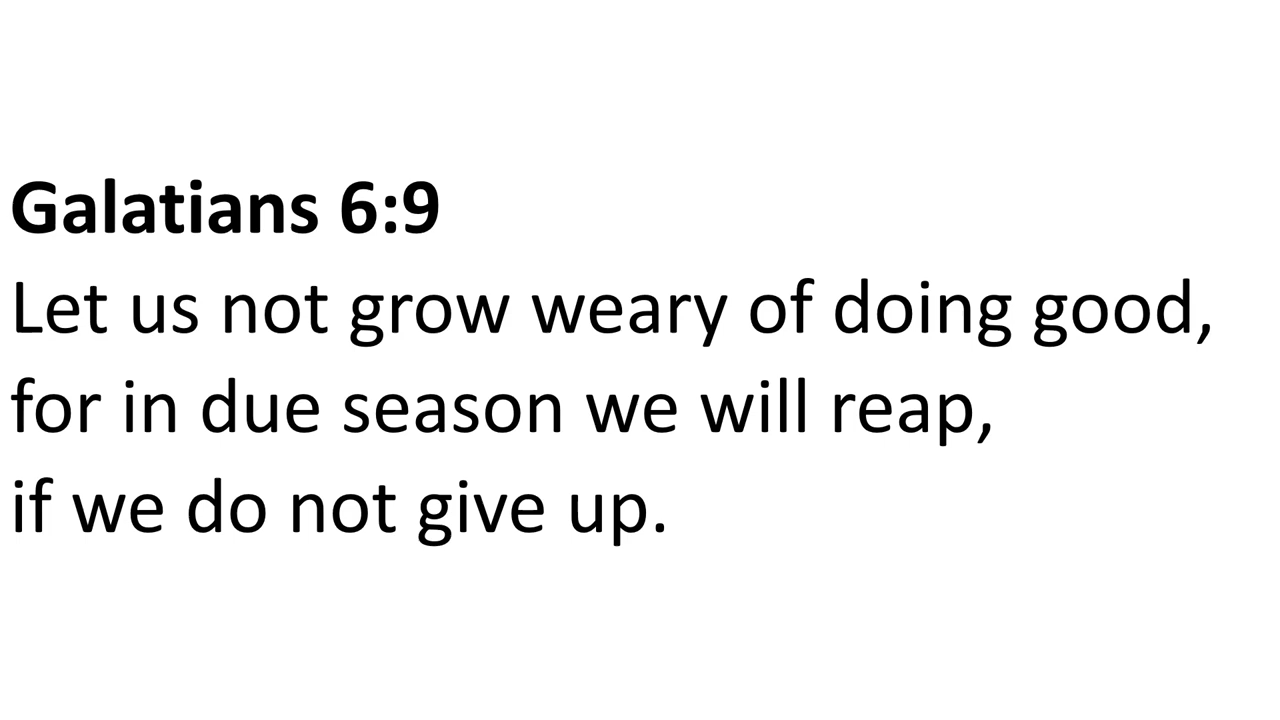 Galatians 6:9
Let us not grow weary of doing good,
for in due season we will reap,
if we do not give up.